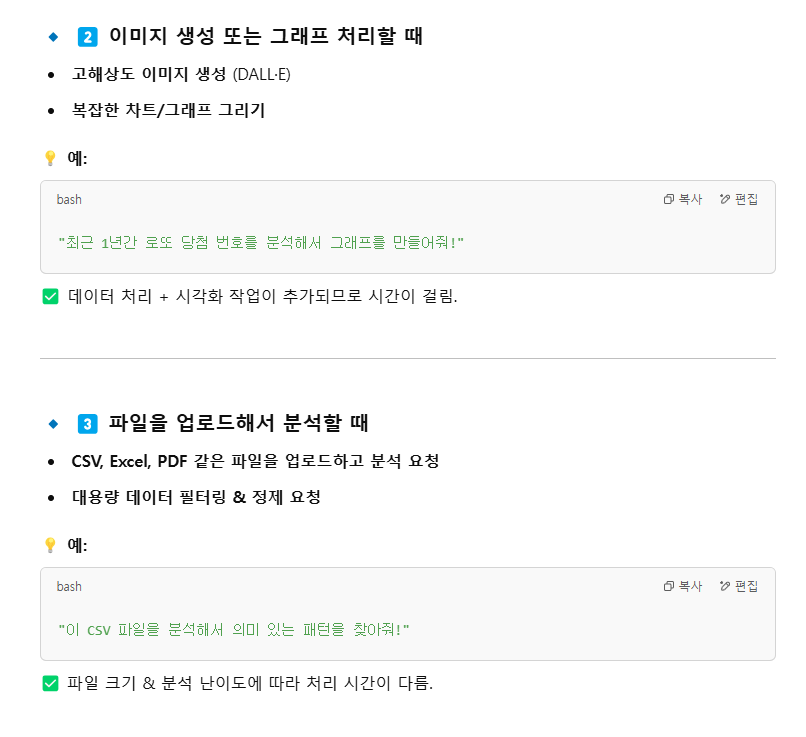 🔹 2️⃣ 이미지 생성 또는 그래프 처리할 때
• 고해상도 이미지 생성 (DALL·E)
• 복잡한 차트/그래프 그리기
💡 예:
bash 복사 편집
"최근 1년간 로또 당첨 번호를 분석해서 그래프를 만들어줘!"
✅ 데이터 처리 + 시각화 작업이 추가되므로 시간이 걸림.
🔹 3️⃣ 파일을 업로드해서 분석할 때
• CSV, Excel, PDF 같은 파일을 업로드하고 분석 요청
• 대용량 데이터 필터링 & 정제 요청
💡 예:
bash 복사 편집
"이 CSV 파일을 분석해서 의미 있는 패턴을 찾아줘!"
✅ 파일 크기 & 분석 난이도에 따라 처리 시간이 다름.